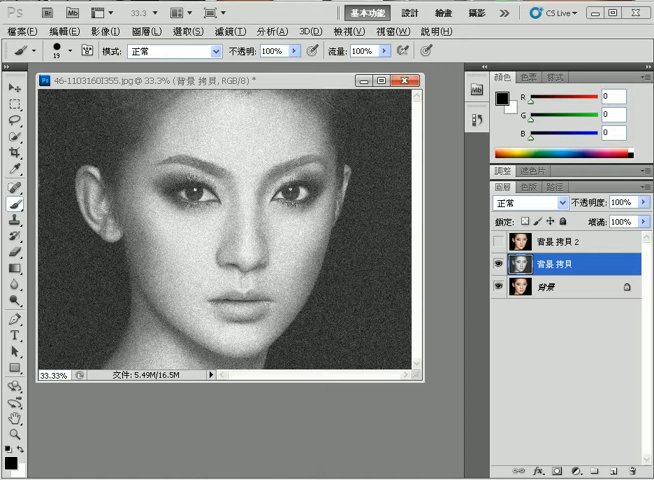 Ps Br Mb 33.3 基本功能 設計 繪畫 攝影 CS Live
檔案(F) 編輯(E) 影像(I) 圖層(L) 選取(S) 濾鏡(T) 分析(A) 3D(D) 檢視(V) 視窗(W) 說明(H)
19 模式: 正常 不透明: 100% 流量: 100%
46-1103160I355.jpg @ 33.3% (背景 拷貝, RGB/8) *
33.33% 文件: 5.49M/16.5M
Mb
顏色 色票 樣式
R 0
G 0
B 0
調整 遮色片
圖層 色版 路徑
正常 不透明度: 100%
鎖定: 填滿: 100%
背景 拷貝 2
背景 拷貝
背景
fx